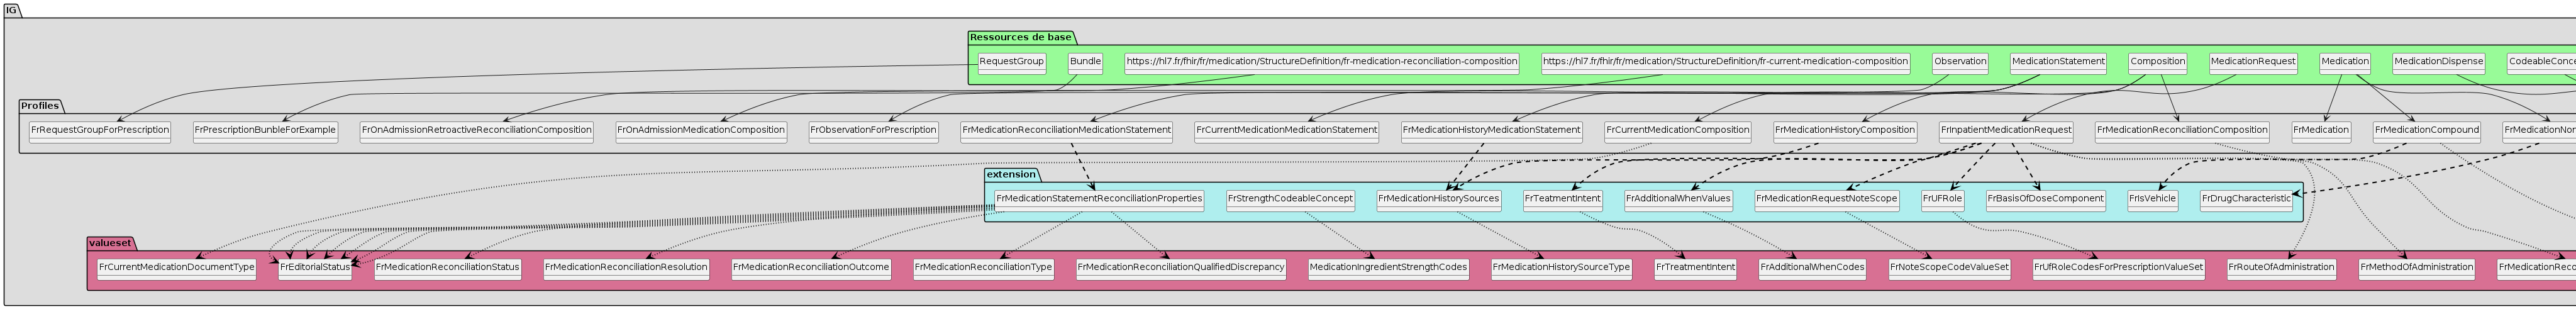 IG
Ressources de base
RequestGroup
Bundle
https://hl7.fr/fhir/fr/medication/StructureDefinition/fr-medication-reconciliation-composition
https://hl7.fr/fhir/fr/medication/StructureDefinition/fr-current-medication-composition
Observation
MedicationStatement
Composition
MedicationRequest
Medication
MedicationDispense
CodeableConce
Profiles
FrRequestGroupForPrescription
FrPrescriptionBunbleForExample
FrOnAdmissionRetroactiveReconciliationComposition
FrOnAdmissionMedicationComposition
FrObservationForPrescription
FrMedicationReconciliationMedicationStatement
FrCurrentMedicationMedicationStatement
FrMedicationHistoryMedicationStatement
FrCurrentMedicationComposition
FrMedicationHistoryComposition
FrInpatientMedicationRequest
FrMedicationReconciliationComposition
FrMedication
FrMedicationCompound
FrMedicationNon
extension
FrMedicationStatementReconciliationProperties
FrStrengthCodeableConcept
FrMedicationHistorySources
FrTeatmentIntent
FrAdditionalWhenValues
FrMedicationRequestNoteScope
FrUFRole
FrBasisOfDoseComponent
FrIsVehicle
FrDrugCharacteristic
valueset
FrCurrentMedicationDocumentType
FrEditorialStatus
FrMedicationReconciliationStatus
FrMedicationReconciliationResolution
FrMedicationReconciliationOutcome
FrMedicationReconciliationType
FrMedicationReconciliationQualifiedDiscrepancy
MedicationIngredientStrengthCodes
FrMedicationHistorySourceType
FrTreatmentIntent
FrAdditionalWhenCodes
FrNoteScopeCodeValueSet
FrUfRoleCodesForPrescriptionValueSet
FrRouteOfAdministration
FrMethodOfAdministration
FrMedicationReco